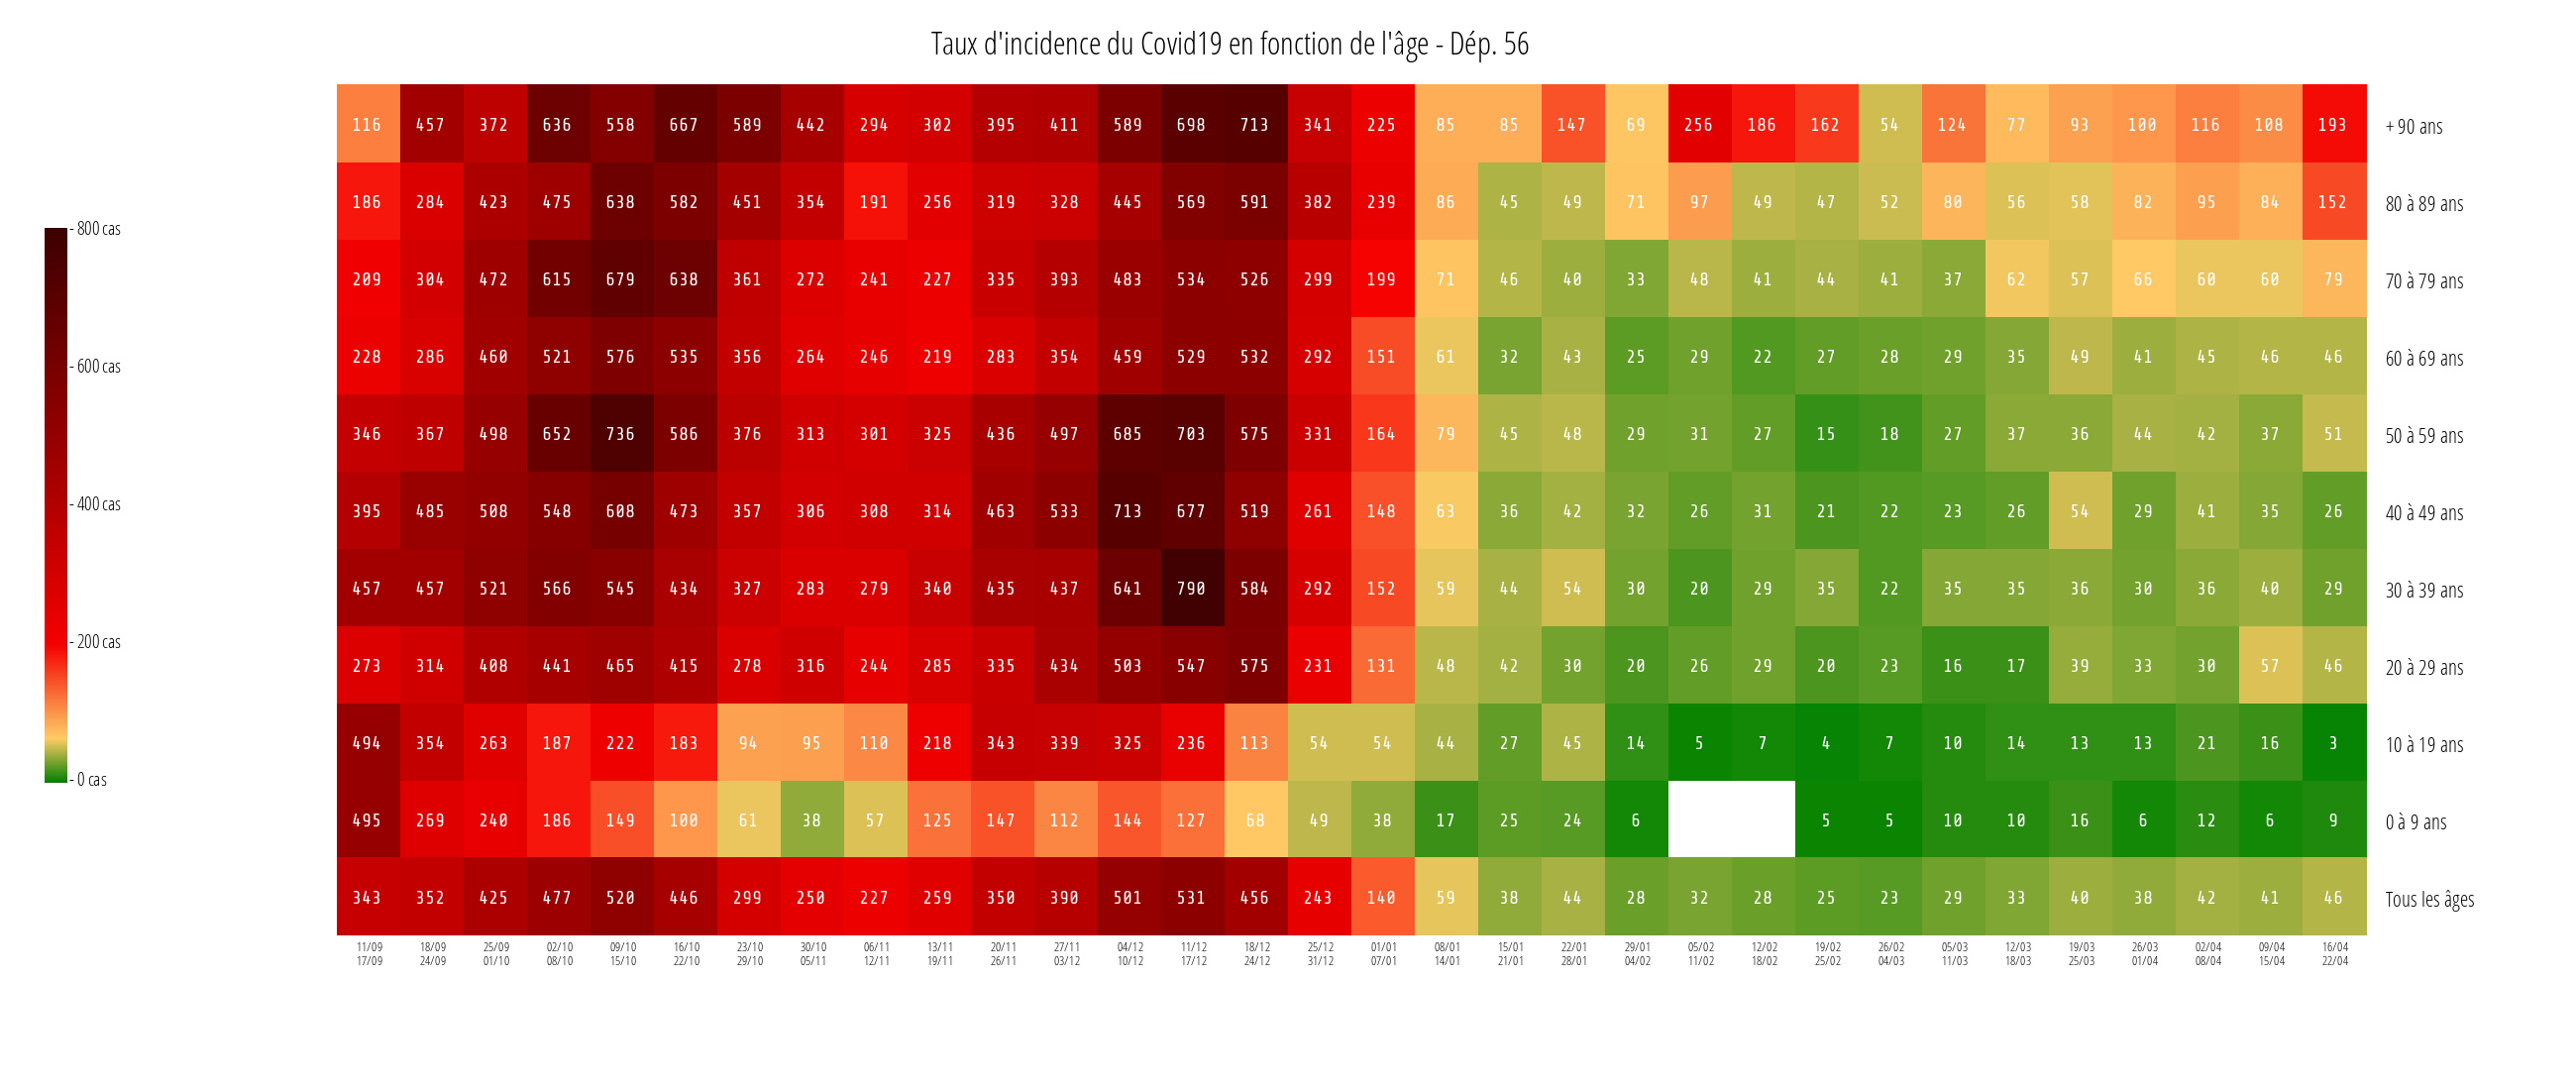 Taux d'incidence du Covid19 en fonction de l'âge - Dép. 56
- 800 cas
- 600 cas
- 400 cas
- 200 cas
- 0 cas
116 457 372 636 558 667 589 442 294 302 395 411 589 698 713 341 225 85 85 147 69 256 186 162 54 124 77 93 100 116 108 193 + 90 ans
186 284 423 475 638 582 451 354 191 256 319 328 445 569 591 382 239 86 45 49 71 97 49 47 52 80 56 58 82 95 84 152 80 à 89 ans
209 304 472 615 679 638 361 272 241 227 335 393 483 534 526 299 199 71 46 40 33 48 41 44 41 37 62 57 66 60 60 79 70 à 79 ans
228 286 460 521 576 535 356 264 246 219 283 354 459 529 532 292 151 61 32 43 25 29 22 27 28 29 35 49 41 45 46 46 60 à 69 ans
346 367 498 652 736 586 376 313 301 325 436 497 685 703 575 331 164 79 45 48 29 31 27 15 18 27 37 36 44 42 37 51 50 à 59 ans
395 485 508 548 608 473 357 306 308 314 463 533 713 677 519 261 148 63 36 42 32 26 31 21 22 23 26 54 29 41 35 26 40 à 49 ans
457 457 521 566 545 434 327 283 279 340 435 437 641 790 584 292 152 59 44 54 30 20 29 35 22 35 35 36 30 36 40 29 30 à 39 ans
273 314 408 441 465 415 278 316 244 285 335 434 503 547 575 231 131 48 42 30 20 26 29 20 23 16 17 39 33 30 57 46 20 à 29 ans
494 354 263 187 222 183 94 95 110 218 343 339 325 236 113 54 54 44 27 45 14 5 7 4 7 10 14 13 13 21 16 3 10 à 19 ans
495 269 240 186 149 100 61 38 57 125 147 112 144 127 68 49 38 17 25 24 6 5 5 10 10 16 6 12 6 9 0 à 9 ans
343 352 425 477 520 446 299 250 227 259 350 390 501 531 456 243 140 59 38 44 28 32 28 25 23 29 33 40 38 42 41 46 Tous les âges
11/09 18/09 25/09 02/10 09/10 16/10 23/10 30/10 06/11 13/11 20/11 27/11 04/12 11/12 18/12 25/12 01/01 08/01 15/01 22/01 29/01 05/02 12/02 19/02 26/02 05/03 12/03 19/03 26/03 02/04 09/04 16/04
17/09 24/09 01/10 08/10 15/10 22/10 29/10 05/11 12/11 19/11 26/11 03/12 10/12 17/12 24/12 31/12 07/01 14/01 21/01 28/01 04/02 11/02 18/02 25/02 04/03 11/03 18/03 25/03 01/04 08/04 15/04 22/04